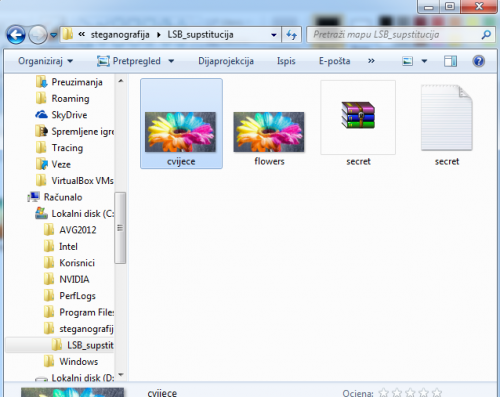 « steganografija ▸ LSB_supstitucija
Pretraži mapu LSB_supstitucija
Organiziraj Pretpregled Dijaprojekcija Ispis E-pošta »
Preuzimanja
Roaming
SkyDrive
Spremljene igre
Tracing
Veze
VirtualBox VMs
Računalo
Lokalni disk (C:
AVG2012
Intel
Korisnici
NVIDIA
PerfLogs
Program Files
steganografij
LSB_supstit
Windows
Lokalni disk (D:
cvijece
flowers
secret
secret
cvijece
Ocjena: